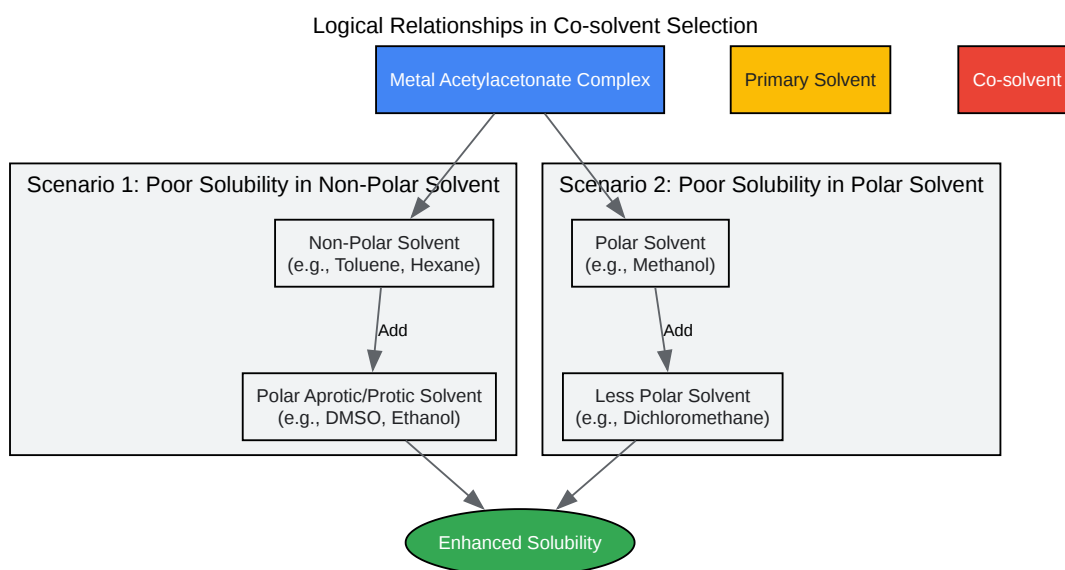 Logical Relationships in Co-solvent Selection
Metal Acetylacetonate Complex
Primary Solvent
Co-solvent
Scenario 1: Poor Solubility in Non-Polar Solvent
Scenario 2: Poor Solubility in Polar Solvent
Non-Polar Solvent
(e.g., Toluene, Hexane)
Polar Solvent
(e.g., Methanol)
Add
Add
Polar Aprotic/Protic Solvent
(e.g., DMSO, Ethanol)
Less Polar Solvent
(e.g., Dichloromethane)
Enhanced Solubility